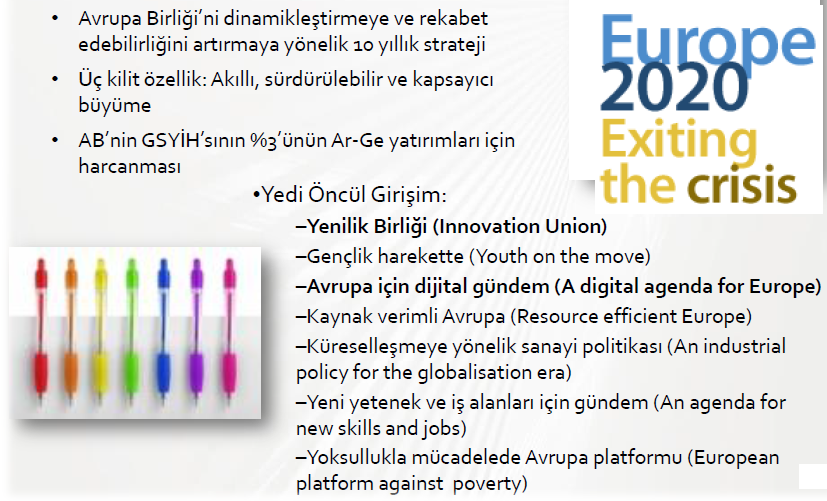 • Avrupa Birliği’ni dinamikleştirmeye ve rekabet
edebilirliğini artırmaya yönelik 10 yıllık strateji
• Üç kilit özellik: Akıllı, sürdürülebilir ve kapsayıcı
büyüme
• AB’nin GSYİH’sının %3’ünün Ar-Ge yatırımları için
harcanması
Europe
2020
Exiting
the crisis
•Yedi Öncül Girişim:
–Yenilik Birliği (Innovation Union)
–Gençlik harekette (Youth on the move)
–Avrupa için dijital gündem (A digital agenda for Europe)
–Kaynak verimli Avrupa (Resource efficient Europe)
–Küreselleşmeye yönelik sanayi politikası (An industrial
policy for the globalisation era)
–Yeni yetenek ve iş alanları için gündem (An agenda for
new skills and jobs)
–Yoksullukla mücadelede Avrupa platformu (European
platform against poverty)